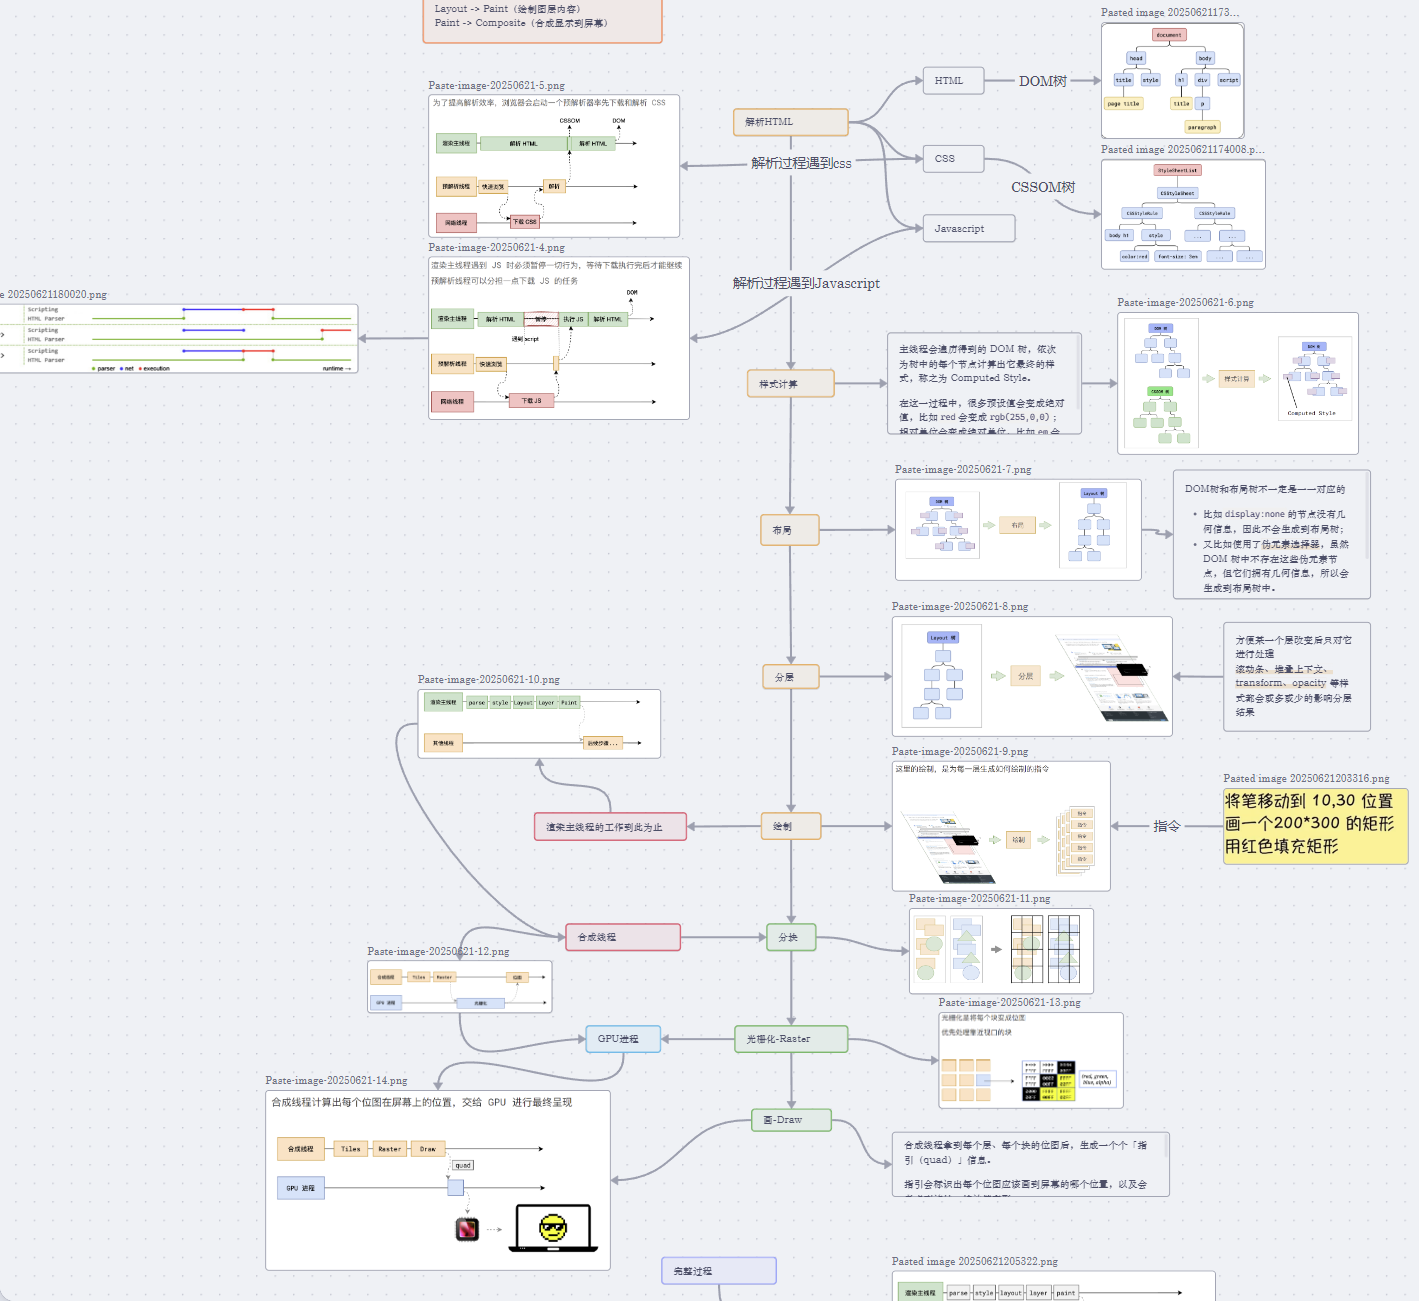 Layout -> Paint（绘制图层内容）
Paint -> Composite（合成显示到屏幕）
Pasted image 20250621173...
document
head
body
title
style
h1
div
script
page title
title
p
paragraph
HTML
DOM树
Paste-image-20250621-5.png
为了提高解析效率，浏览器会启动一个预解析器率先下载和解析 CSS
CSSOM
DOM
渲染主线程
解析 HTML
解析 HTML
预解析线程
快速浏览
解析
网络线程
下载 CSS
解析HTML
解析过程遇到css
CSS
CSSOM树
Pasted image 20250621174008.p...
StyleSheetList
CSSStyleSheet
CSSStyleRule
CSSStyleRule
body h1
style
...
...
color:red
font-size: 3em
...
...
Javascript
Paste-image-20250621-4.png
渲染主线程遇到 JS 时必须暂停一切行为，等待下载执行完后才能继续
预解析线程可以分担一点下载 JS 的任务
DOM
渲染主线程
解析 HTML
暂停
执行 JS
解析 HTML
遇到 script
预解析线程
快速浏览
网络线程
下载 JS
解析过程遇到Javascript
e 20250621180020.png
Scripting
HTML Parser
Scripting
HTML Parser
Scripting
HTML Parser
parser
net
execution
runtime
样式计算
主线程会遍历得到的 DOM 树，依次
为树中的每个节点计算出它最终的样
式，称之为 Computed Style。
在这一过程中，很多预设值会变成绝对
值，比如 red 会变成 rgb(255,0,0)；
相对单位会变成绝对单位，比如 em 会
Paste-image-20250621-6.png
DOM 树
CSSOM 树
样式计算
DOM 树
Computed Style
布局
Paste-image-20250621-7.png
DOM 树
布局
Layout 树
DOM树和布局树不一定是一一对应的
• 比如 display:none 的节点没有几
何信息，因此不会生成到布局树；
• 又比如使用了伪元素选择器，虽然
DOM 树中不存在这些伪元素节
点，但它们拥有几何信息，所以会
生成到布局树中。
分层
Paste-image-20250621-8.png
Layout 树
分层
方便某一个层改变后只对它
进行处理
滚动条、堆叠上下文、
transform、opacity 等样
式都会或多或少的影响分层
结果
Paste-image-20250621-10.png
渲染主线程
parse
style
Layout
Layer
Paint
其他线程
后续步骤...
渲染主线程的工作到此为止
绘制
Paste-image-20250621-9.png
这里的绘制，是为每一层生成如何绘制的指令
绘制
指令
指令
指令
指令
指令
指令
Pasted image 20250621203316.png
将笔移动到 10,30 位置
画一个200*300 的矩形
用红色填充矩形
合成线程
分块
Paste-image-20250621-11.png
Paste-image-20250621-12.png
合成线程
Tiles
Raster
绘画
GPU 进程
光栅化
GPU进程
光栅化-Raster
Paste-image-20250621-13.png
光栅化是将每个块变成位图
优先处理靠近视口的块
(red, green,
blue, alpha)
Paste-image-20250621-14.png
合成线程计算出每个位图在屏幕上的位置，交给 GPU 进行最终呈现
合成线程
Tiles
Raster
Draw
quad
GPU 进程
画-Draw
合成线程拿到每个层、每个块的位图后，生成一个个「指
引（quad）」信息。
指引会标识出每个位图应该画到屏幕的哪个位置，以及会
完整过程
Pasted image 20250621205322.png
渲染主线程
parse
style
layout
layer
paint